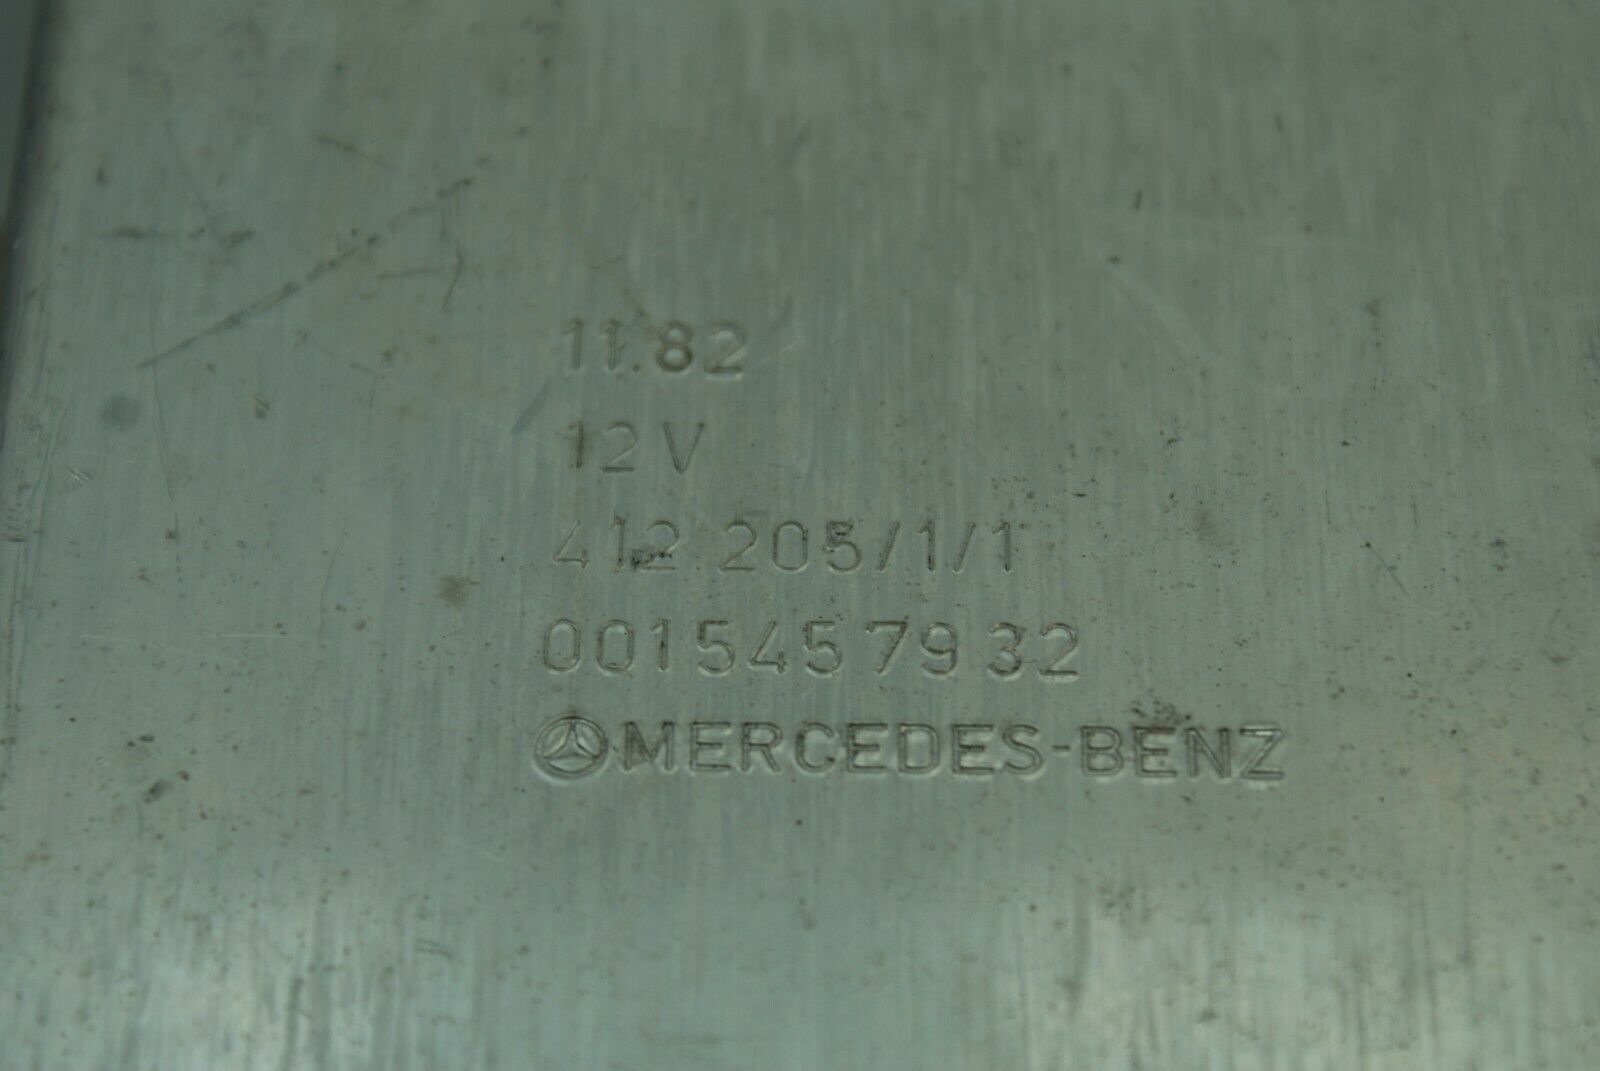 11.82
12V
412 205/1/1
001 545 79 32
MERCEDES-BENZ